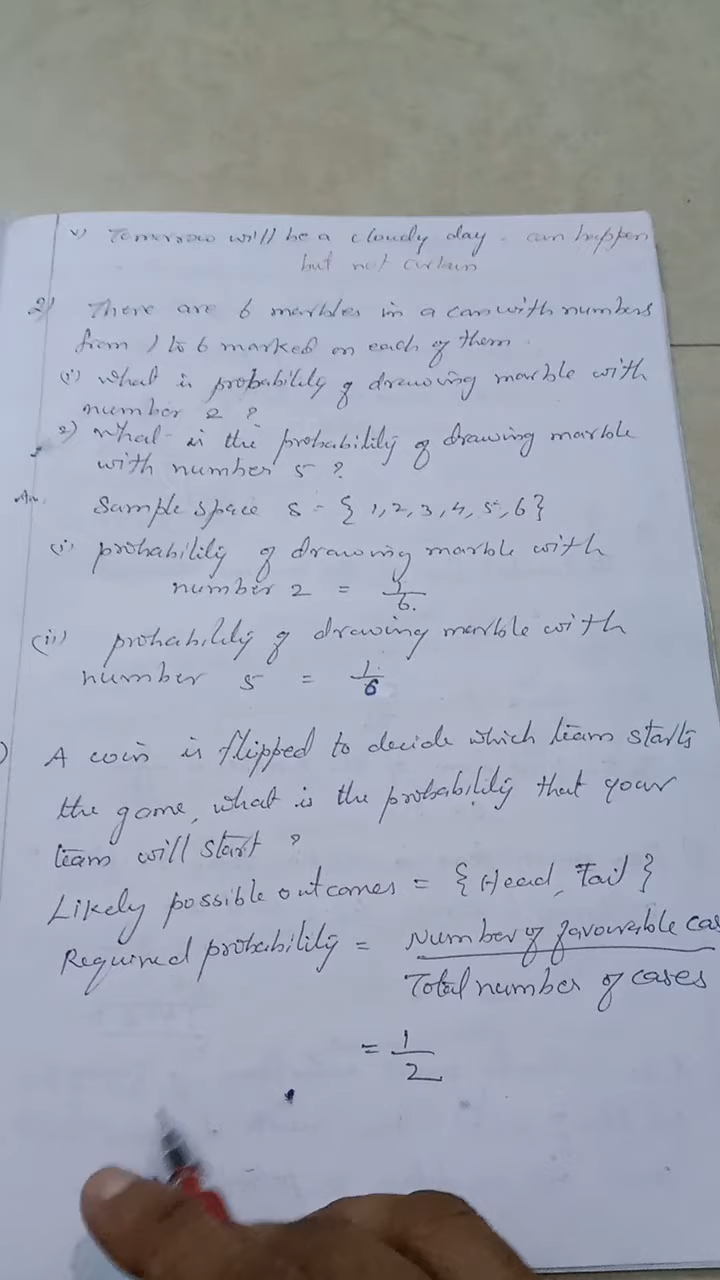 v) Tomorrow will be a cloudy day. can happen
but not certain
2) There are 6 marbles in a can with numbers
from 1 to 6 marked on each of them.
(i) what is probability of drawing marble with
number 2 ?
2) what is the probability of drawing marble
with number 5 ?
An. Sample space S = { 1, 2, 3, 4, 5, 6 }
(i) probability of drawing marble with
number 2 = 1/6.
(ii) probability of drawing marble with
number 5 = 1/6
) A coin is flipped to decide which team starts
the game, what is the probability that your
team will start ?
Likely possible outcomes = { Head, Tail }
Required probability = Number of favourable cas
Total number of cases
= 1/2